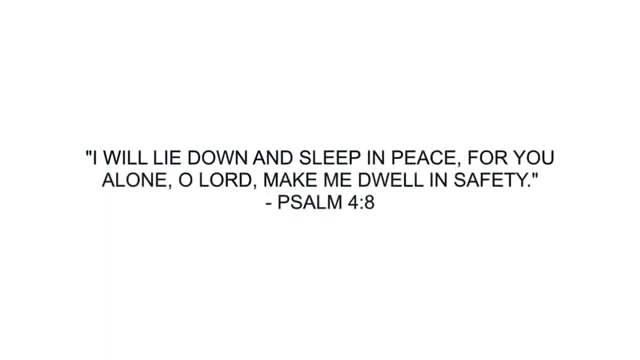 "I WILL LIE DOWN AND SLEEP IN PEACE, FOR YOU
ALONE, O LORD, MAKE ME DWELL IN SAFETY."
- PSALM 4:8